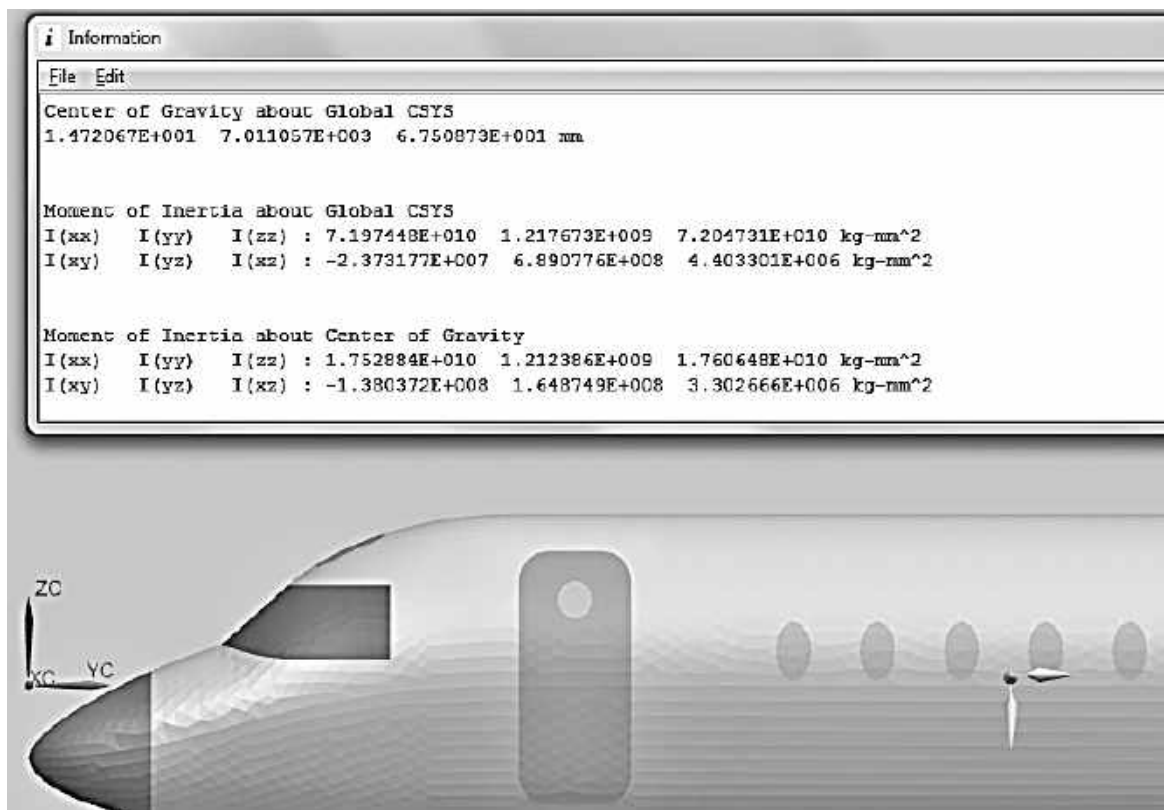 i Information
File Edit
Center of Gravity about Global CSYS
1.472067E+001 7.011057E+003 6.750873E+001 mm
Moment of Inertia about Global CSYS
I(xx) I(yy) I(zz) : 7.197448E+010 1.217673E+009 7.204731E+010 kg-mm^2
I(xy) I(yz) I(xz) : -2.373177E+007 6.890776E+008 4.403301E+006 kg-mm^2
Moment of Inertia about Center of Gravity
I(xx) I(yy) I(zz) : 1.752884E+010 1.212386E+009 1.760648E+010 kg-mm^2
I(xy) I(yz) I(xz) : -1.380372E+008 1.648749E+008 3.302666E+006 kg-mm^2
ZC
XC YC